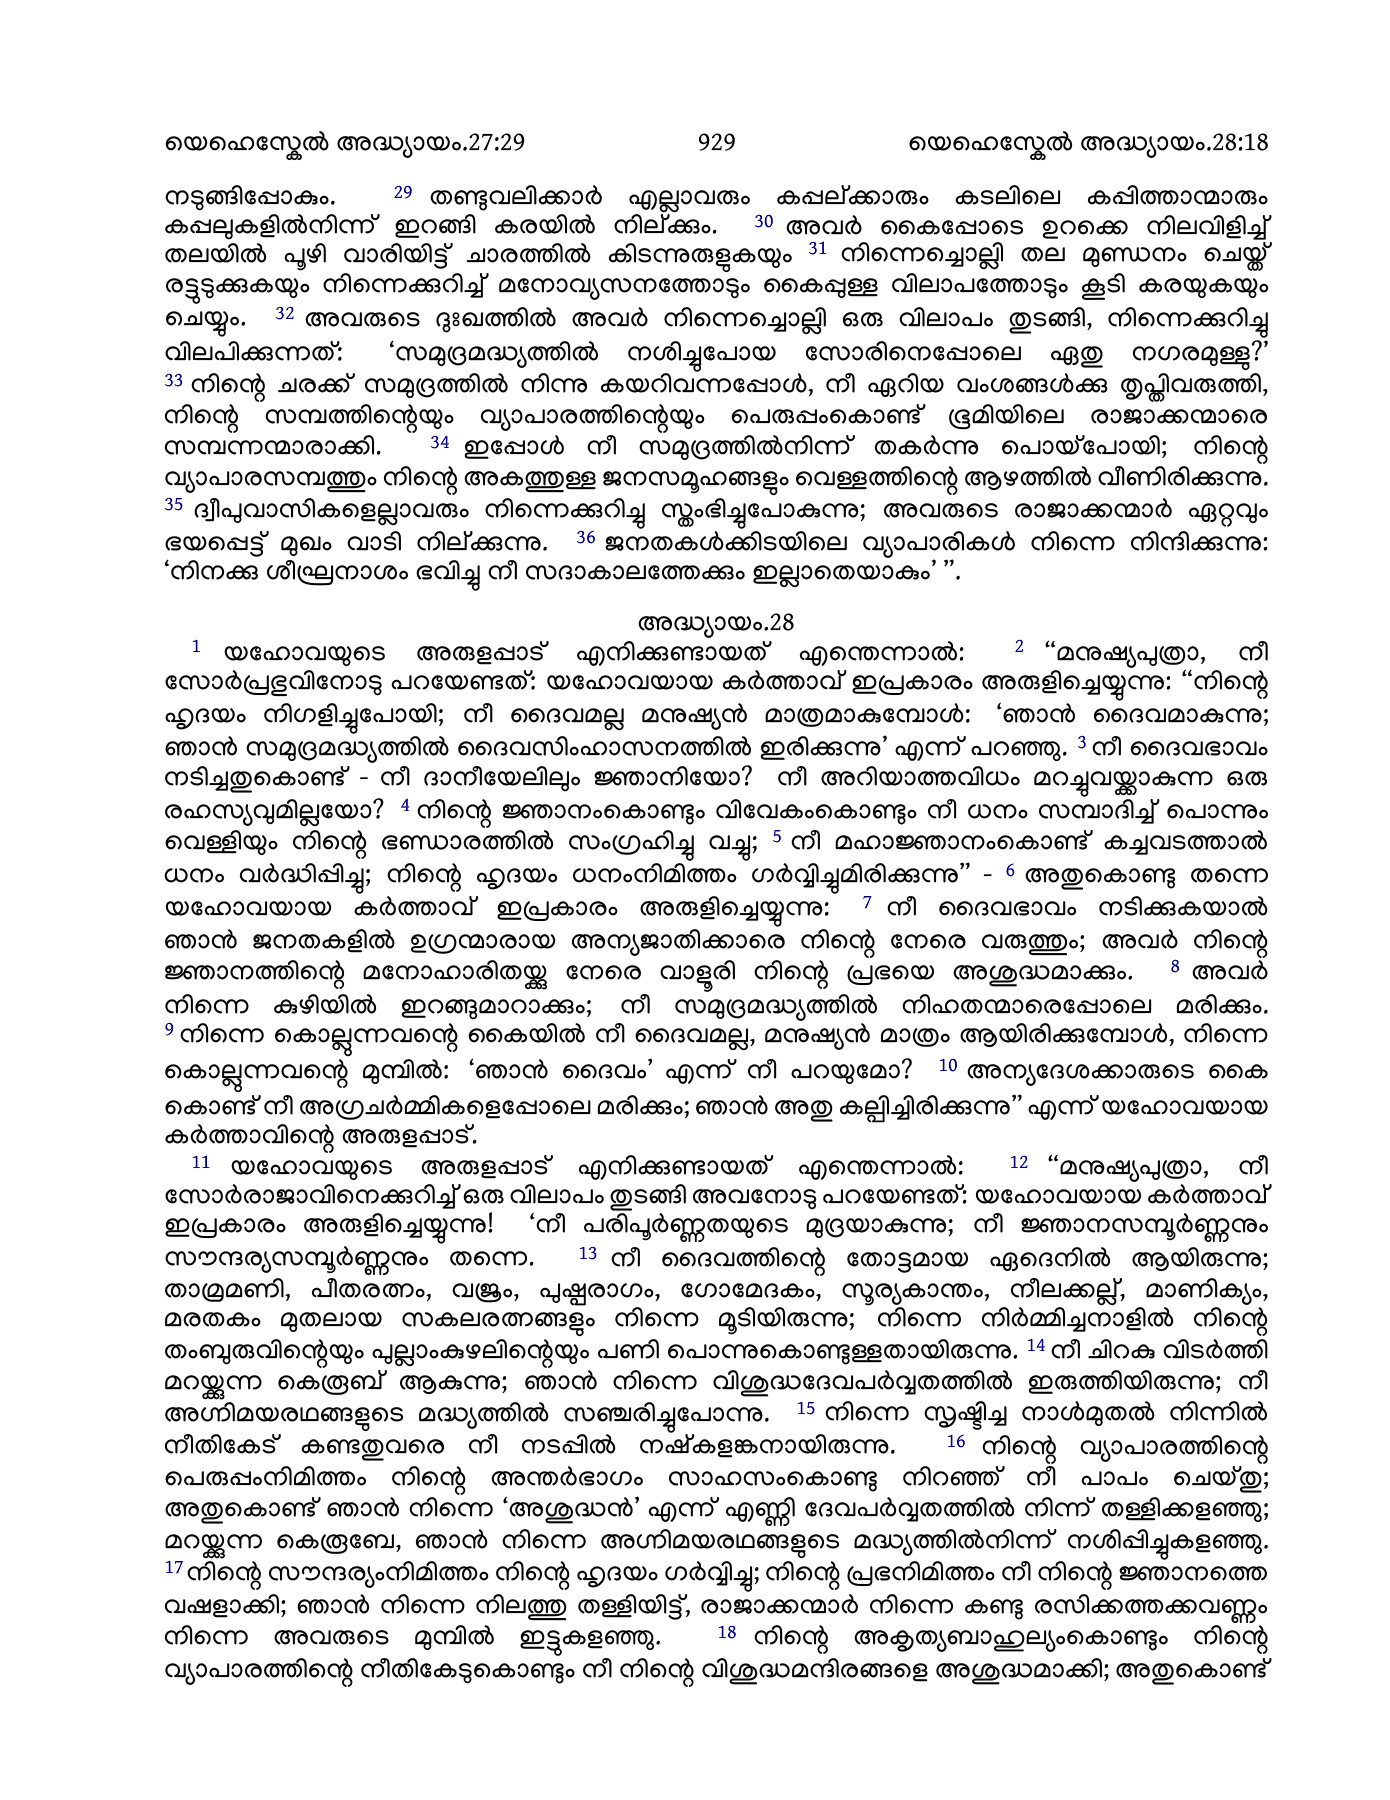 യെഹെസ്കേൽ അദ്ധ്യായം.27:29 929 യെഹെസ്കേൽ അദ്ധ്യായം.28:18
നടുങ്ങിപ്പോകും. 29 തണ്ടുവലിക്കാർ എല്ലാവരും കപ്പല്ക്കാരും കടലിലെ കപ്പിത്താന്മാരും
കപ്പലുകളിൽനിന്ന് ഇറങ്ങി കരയിൽ നില്ക്കും. 30 അവർ കൈപ്പോടെ ഉറക്കെ നിലവിളിച്ച്
തലയിൽ പൂഴി വാരിയിട്ട് ചാരത്തിൽ കിടന്നുരുളുകയും 31 നിന്നെച്ചൊല്ലി തല മുണ്ഡനം ചെയ്ത്
രട്ടുടുക്കുകയും നിന്നെക്കുറിച്ച് മനോവ്യസനത്തോടും കൈപ്പുള്ള വിലാപത്തോടും കൂടി കരയുകയും
ചെയ്യും. 32 അവരുടെ ദുഃഖത്തിൽ അവർ നിന്നെച്ചൊല്ലി ഒരു വിലാപം തുടങ്ങി, നിന്നെക്കുറിച്ചു
വിലപിക്കുന്നത്: ‘സമുദ്രമദ്ധ്യത്തിൽ നശിച്ചുപോയ സോരിനെപ്പോലെ ഏതു നഗരമുള്ളു?’
33 നിന്റെ ചരക്ക് സമുദ്രത്തിൽ നിന്നു കയറിവന്നപ്പോൾ, നീ ഏറിയ വംശങ്ങൾക്കു തൃപ്തിവരുത്തി,
നിന്റെ സമ്പത്തിന്റെയും വ്യാപാരത്തിന്റെയും പെരുപ്പംകൊണ്ട് ഭൂമിയിലെ രാജാക്കന്മാരെ
സമ്പന്നന്മാരാക്കി. 34 ഇപ്പോൾ നീ സമുദ്രത്തിൽനിന്ന് തകർന്നു പൊയ്പോയി; നിന്റെ
വ്യാപാരസമ്പത്തും നിന്റെ അകത്തുള്ള ജനസമൂഹങ്ങളും വെള്ളത്തിന്റെ ആഴത്തിൽ വീണിരിക്കുന്നു.
35 ദ്വീപുവാസികളെല്ലാവരും നിന്നെക്കുറിച്ചു സ്തംഭിച്ചുപോകുന്നു; അവരുടെ രാജാക്കന്മാർ ഏറ്റവും
ഭയപ്പെട്ട് മുഖം വാടി നില്ക്കുന്നു. 36 ജനതകൾക്കിടയിലെ വ്യാപാരികൾ നിന്നെ നിന്ദിക്കുന്നു:
‘നിനക്കു ശീഘ്രനാശം ഭവിച്ചു നീ സദാകാലത്തേക്കും ഇല്ലാതെയാകും’ ”.
അദ്ധ്യായം.28
1 യഹോവയുടെ അരുളപ്പാട് എനിക്കുണ്ടായത് എന്തെന്നാൽ: 2 “മനുഷ്യപുത്രാ, നീ
സോർപ്രഭുവിനോടു പറയേണ്ടത്: യഹോവയായ കർത്താവ് ഇപ്രകാരം അരുളിച്ചെയ്യുന്നു: “നിന്റെ
ഹൃദയം നിഗളിച്ചുപോയി; നീ ദൈവമല്ല മനുഷ്യൻ മാത്രമാകുമ്പോൾ: ‘ഞാൻ ദൈവമാകുന്നു;
ഞാൻ സമുദ്രമദ്ധ്യത്തിൽ ദൈവസിംഹാസനത്തിൽ ഇരിക്കുന്നു’ എന്ന് പറഞ്ഞു. 3 നീ ദൈവഭാവം
നടിച്ചതുകൊണ്ട് - നീ ദാനീയേലിലും ജ്ഞാനിയോ? നീ അറിയാത്തവിധം മറച്ചുവയ്ക്കാകുന്ന ഒരു
രഹസ്യവുമില്ലയോ? 4 നിന്റെ ജ്ഞാനംകൊണ്ടും വിവേകംകൊണ്ടും നീ ധനം സമ്പാദിച്ച് പൊന്നും
വെള്ളിയും നിന്റെ ഭണ്ഡാരത്തിൽ സംഗ്രഹിച്ചു വച്ചു; 5 നീ മഹാജ്ഞാനംകൊണ്ട് കച്ചവടത്താൽ
ധനം വർദ്ധിപ്പിച്ചു; നിന്റെ ഹൃദയം ധനംനിമിത്തം ഗർവ്വിച്ചുമിരിക്കുന്നു” - 6 അതുകൊണ്ടു തന്നെ
യഹോവയായ കർത്താവ് ഇപ്രകാരം അരുളിച്ചെയ്യുന്നു: 7 നീ ദൈവഭാവം നടിക്കുകയാൽ
ഞാൻ ജനതകളിൽ ഉഗ്രന്മാരായ അന്യജാതിക്കാരെ നിന്റെ നേരെ വരുത്തും; അവർ നിന്റെ
ജ്ഞാനത്തിന്റെ മനോഹാരിതയ്ക്കു നേരെ വാളൂരി നിന്റെ പ്രഭയെ അശുദ്ധമാക്കും. 8 അവർ
നിന്നെ കുഴിയിൽ ഇറങ്ങുമാറാക്കും; നീ സമുദ്രമദ്ധ്യത്തിൽ നിഹതന്മാരെപ്പോലെ മരിക്കും.
9 നിന്നെ കൊല്ലുന്നവന്റെ കൈയിൽ നീ ദൈവമല്ല, മനുഷ്യൻ മാത്രം ആയിരിക്കുമ്പോൾ, നിന്നെ
കൊല്ലുന്നവന്റെ മുമ്പിൽ: ‘ഞാൻ ദൈവം’ എന്ന് നീ പറയുമോ? 10 അന്യദേശക്കാരുടെ കൈ
കൊണ്ട് നീ അഗ്രചർമ്മികളെപ്പോലെ മരിക്കും; ഞാൻ അതു കല്പിച്ചിരിക്കുന്നു” എന്ന് യഹോവയായ
കർത്താവിന്റെ അരുളപ്പാട്.
11 യഹോവയുടെ അരുളപ്പാട് എനിക്കുണ്ടായത് എന്തെന്നാൽ: 12 “മനുഷ്യപുത്രാ, നീ
സോർരാജാവിനെക്കുറിച്ച് ഒരു വിലാപം തുടങ്ങി അവനോടു പറയേണ്ടത്: യഹോവയായ കർത്താവ്
ഇപ്രകാരം അരുളിച്ചെയ്യുന്നു! ‘നീ പരിപൂർണ്ണതയുടെ മുദ്രയാകുന്നു; നീ ജ്ഞാനസമ്പൂർണ്ണനും
സൗന്ദര്യസമ്പൂർണ്ണനും തന്നെ. 13 നീ ദൈവത്തിന്റെ തോട്ടമായ ഏദെനിൽ ആയിരുന്നു;
താമ്രമണി, പീതരത്നം, വജ്രം, പുഷ്പരാഗം, ഗോമേദകം, സൂര്യകാന്തം, നീലക്കല്ല്, മാണിക്യം,
മരതകം മുതലായ സകലരത്നങ്ങളും നിന്നെ മൂടിയിരുന്നു; നിന്നെ നിർമ്മിച്ചനാളിൽ നിന്റെ
തംബുരുവിന്റെയും പുല്ലാംകുഴലിന്റെയും പണി പൊന്നുകൊണ്ടുള്ളതായിരുന്നു. 14 നീ ചിറകു വിടർത്തി
മറയ്ക്കുന്ന കെരൂബ് ആകുന്നു; ഞാൻ നിന്നെ വിശുദ്ധദേവപർവ്വതത്തിൽ ഇരുത്തിയിരുന്നു; നീ
അഗ്നിമയരഥങ്ങളുടെ മദ്ധ്യത്തിൽ സഞ്ചരിച്ചുപോന്നു. 15 നിന്നെ സൃഷ്ടിച്ച നാൾമുതൽ നിന്നിൽ
നീതികേട് കണ്ടതുവരെ നീ നടപ്പിൽ നഷ്കളങ്കനായിരുന്നു. 16 നിന്റെ വ്യാപാരത്തിന്റെ
പെരുപ്പംനിമിത്തം നിന്റെ അന്തർഭാഗം സാഹസംകൊണ്ടു നിറഞ്ഞ് നീ പാപം ചെയ്തു;
അതുകൊണ്ട് ഞാൻ നിന്നെ ‘അശുദ്ധൻ’ എന്ന് എണ്ണി ദേവപർവ്വതത്തിൽ നിന്ന് തള്ളിക്കളഞ്ഞു;
മറയ്ക്കുന്ന കെരൂബേ, ഞാൻ നിന്നെ അഗ്നിമയരഥങ്ങളുടെ മദ്ധ്യത്തിൽനിന്ന് നശിപ്പിച്ചുകളഞ്ഞു.
17 നിന്റെ സൗന്ദര്യംനിമിത്തം നിന്റെ ഹൃദയം ഗർവ്വിച്ചു; നിന്റെ പ്രഭനിമിത്തം നീ നിന്റെ ജ്ഞാനത്തെ
വഷളാക്കി; ഞാൻ നിന്നെ നിലത്തു തള്ളിയിട്ട്, രാജാക്കന്മാർ നിന്നെ കണ്ടു രസിക്കത്തക്കവണ്ണം
നിന്നെ അവരുടെ മുമ്പിൽ ഇട്ടുകളഞ്ഞു. 18 നിന്റെ അകൃത്യബാഹുല്യംകൊണ്ടും നിന്റെ
വ്യാപാരത്തിന്റെ നീതികേടുകൊണ്ടും നീ നിന്റെ വിശുദ്ധമന്ദിരങ്ങളെ അശുദ്ധമാക്കി; അതുകൊണ്ട്